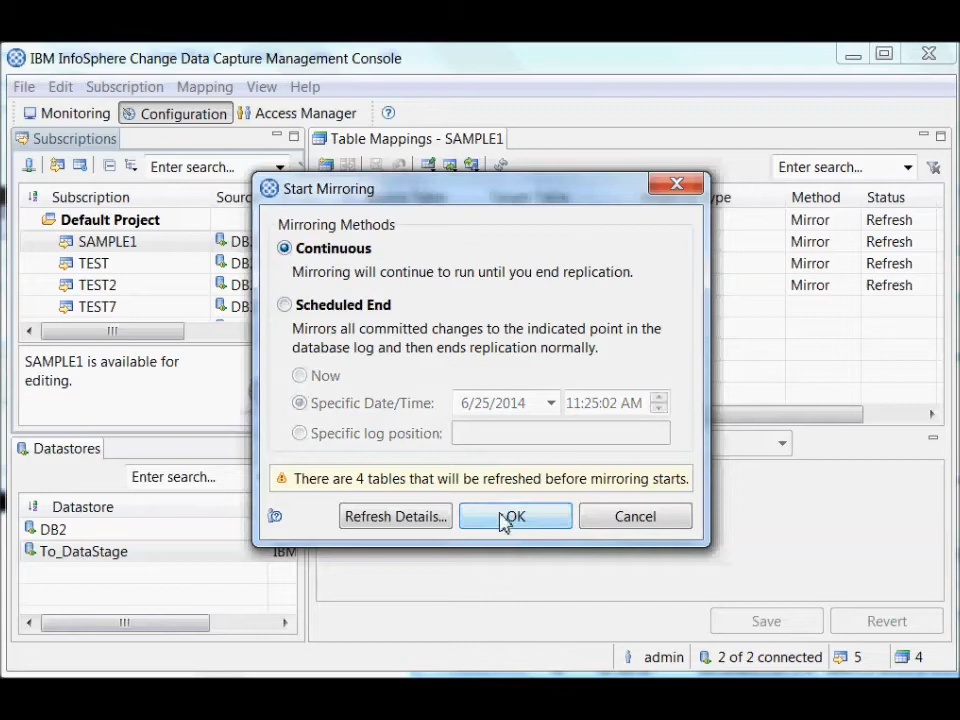 IBM InfoSphere Change Data Capture Management Console
File Edit Subscription Mapping View Help
Monitoring Configuration Access Manager
Subscriptions
Table Mappings - SAMPLE1
Enter search...
Enter search...
Subscription
Method Status
Default Project
Mirror Refresh
SAMPLE1
Mirror Refresh
TEST
Mirror Refresh
TEST2
Mirror Refresh
TEST7
SAMPLE1 is available for
editing.
Start Mirroring
Mirroring Methods
Continuous
Mirroring will continue to run until you end replication.
Scheduled End
Mirrors all committed changes to the indicated point in the
database log and then ends replication normally.
Now
Specific Date/Time: 6/25/2014 11:25:02 AM
Specific log position:
There are 4 tables that will be refreshed before mirroring starts.
Refresh Details... OK Cancel
Datastores
Enter search...
Datastore
DB2
To_DataStage IBM
Save Revert
admin 2 of 2 connected 5 4